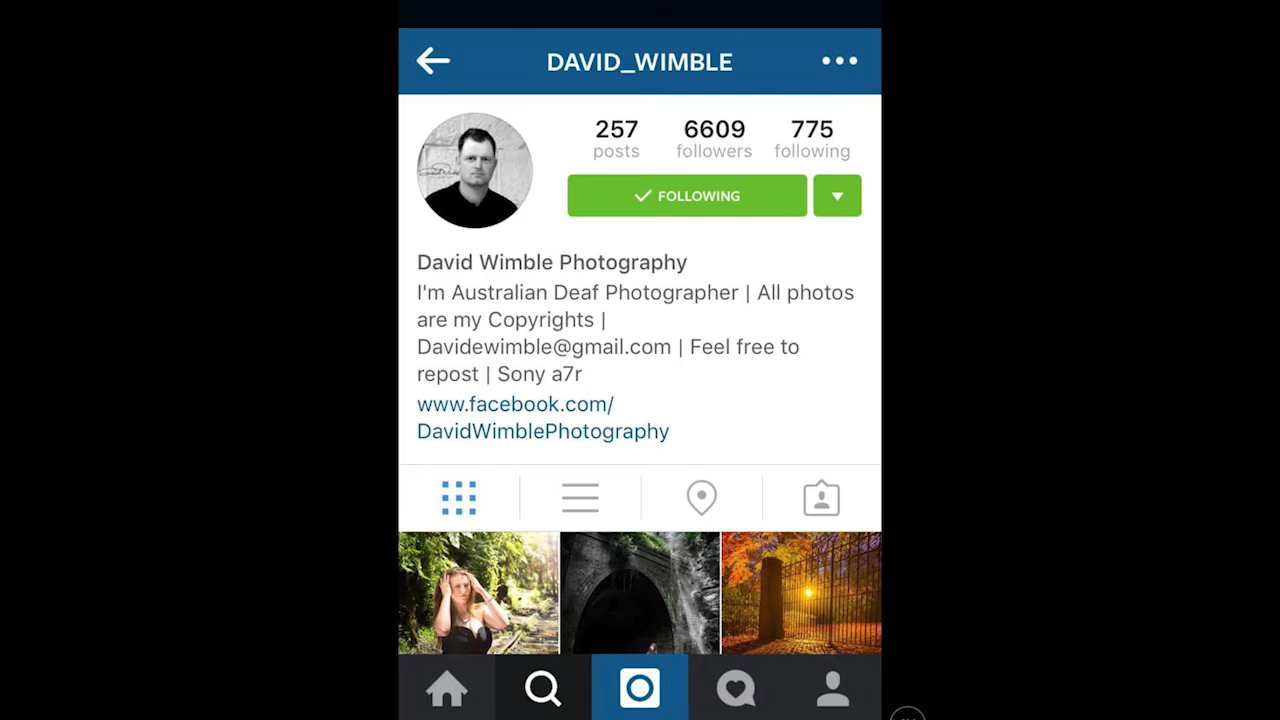 DAVID_WIMBLE
257 6609 775
posts followers following
FOLLOWING
David Wimble Photography
I'm Australian Deaf Photographer | All photos
are my Copyrights |
Davidewimble@gmail.com | Feel free to
repost | Sony a7r
www.facebook.com/
DavidWimblePhotography